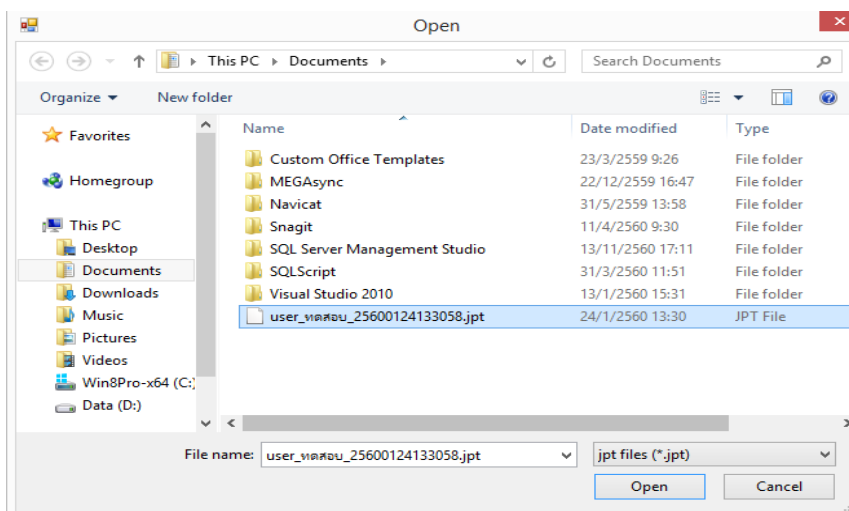 Open
This PC Documents Search Documents
Organize New folder
Name Date modified Type
Favorites
Homegroup
This PC
Desktop
Documents
Downloads
Music
Pictures
Videos
Win8Pro-x64 (C:)
Data (D:)
Custom Office Templates 23/3/2559 9:26 File folder
MEGAsync 22/12/2559 16:47 File folder
Navicat 31/5/2559 13:58 File folder
Snagit 11/4/2560 9:30 File folder
SQL Server Management Studio 13/11/2560 17:11 File folder
SQLScript 31/3/2560 11:51 File folder
Visual Studio 2010 13/1/2560 15:31 File folder
user_ทดสอบ_25600124133058.jpt 24/1/2560 13:30 JPT File
File name: user_ทดสอบ_25600124133058.jpt jpt files (*.jpt)
Open Cancel